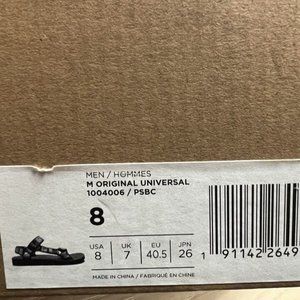 MEN / HOMMES
M ORIGINAL UNIVERSAL
1004006 / PSBC
8
USA UK EU JPN
8 7 40.5 26
1 91142 2649
MADE IN CHINA / FABRIQUÉ EN CHINE